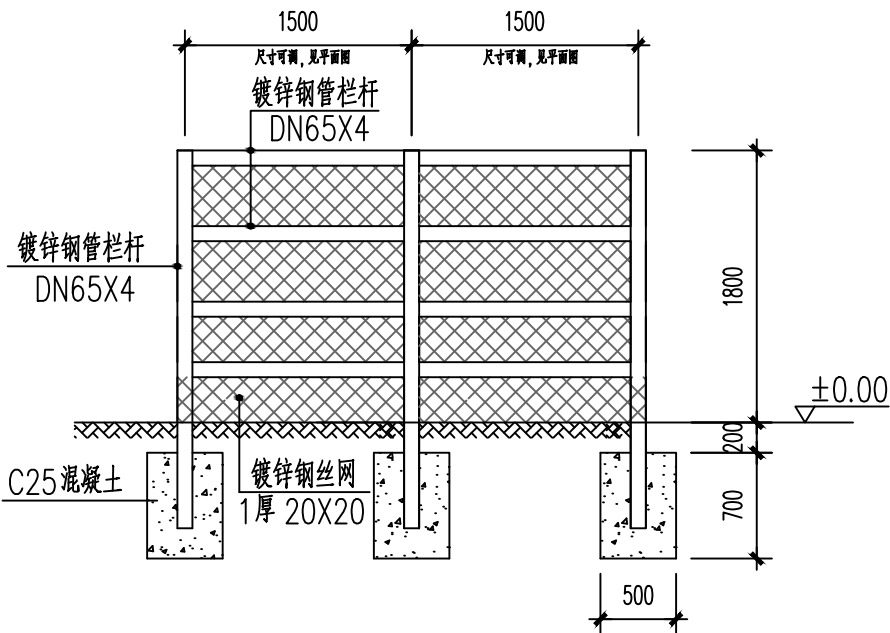 1500
1500
尺寸可调,见平面图
尺寸可调,见平面图
镀锌钢管栏杆
DN65X4
镀锌钢管栏杆
DN65X4
1800
±0.00
200
C25混凝土
镀锌钢丝网
1厚 20X20
700
500